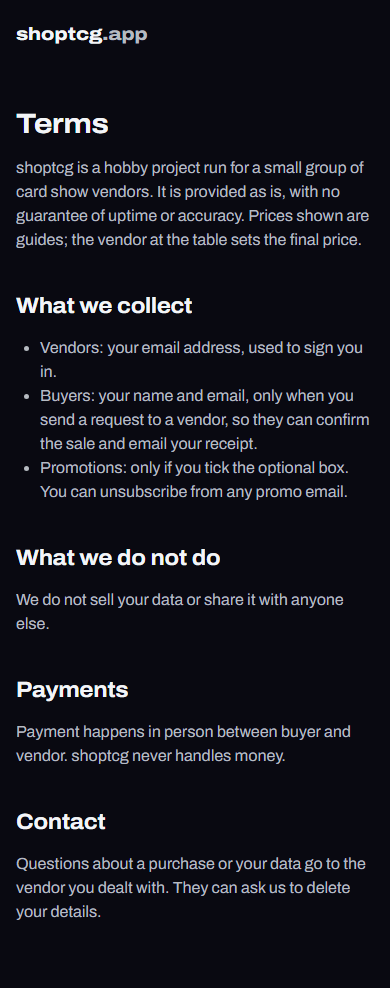 shoptcg.app
Terms
shoptcg is a hobby project run for a small group of
card show vendors. It is provided as is, with no
guarantee of uptime or accuracy. Prices shown are
guides; the vendor at the table sets the final price.
What we collect
• Vendors: your email address, used to sign you
in.
• Buyers: your name and email, only when you
send a request to a vendor, so they can confirm
the sale and email your receipt.
• Promotions: only if you tick the optional box.
You can unsubscribe from any promo email.
What we do not do
We do not sell your data or share it with anyone
else.
Payments
Payment happens in person between buyer and
vendor. shoptcg never handles money.
Contact
Questions about a purchase or your data go to the
vendor you dealt with. They can ask us to delete
your details.